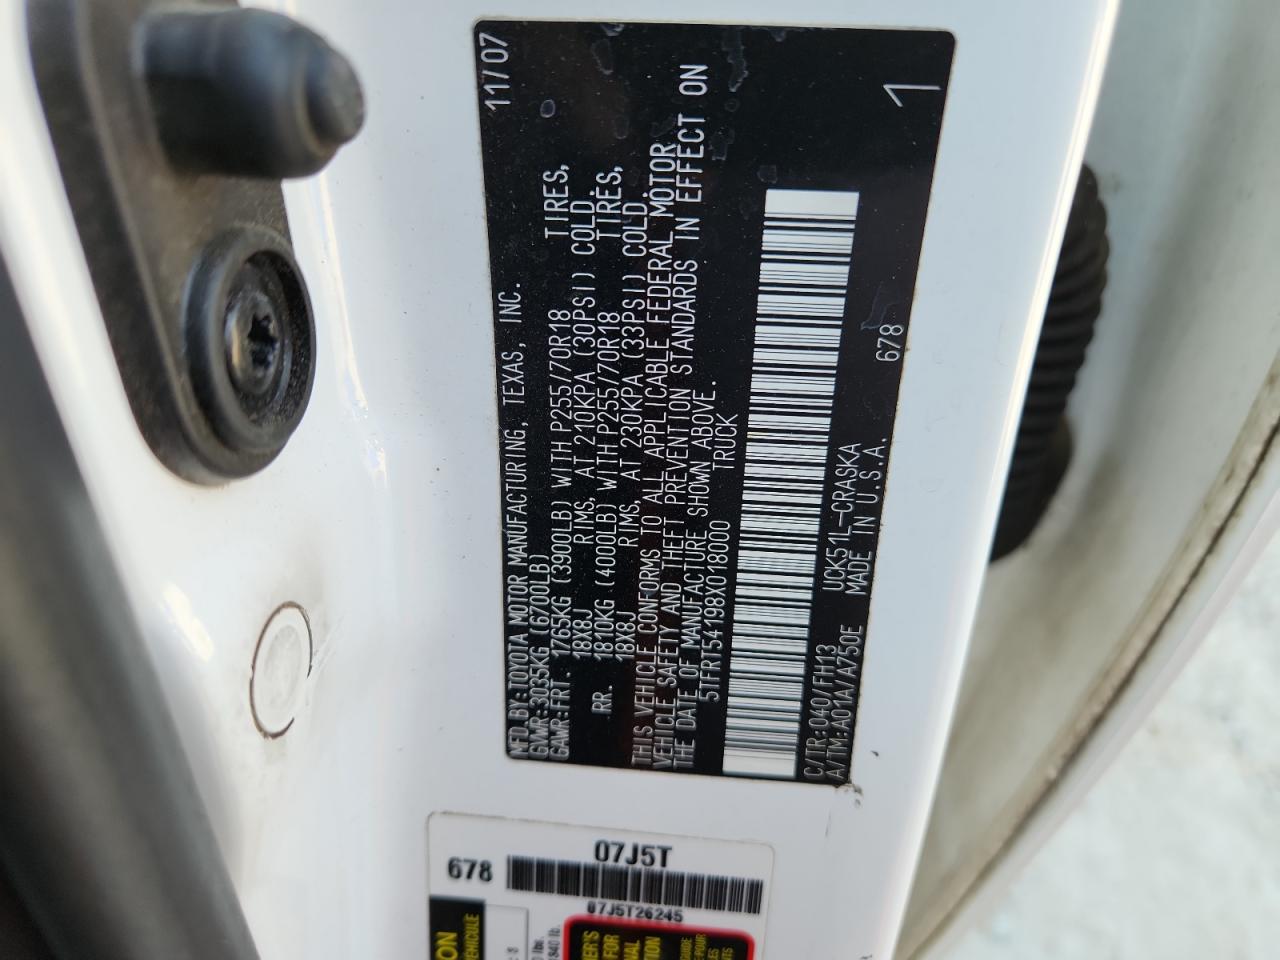 MFD.BY:TOYOTA MOTOR MANUFACTURING, TEXAS, INC. 11/07
GVWR:3035KG (6700LB)
GAWR:FRT. 1765KG (3900LB) WITH P255/70R18 TIRES,
18X8J RIMS, AT 210KPA (30PSI) COLD.
RR. 1810KG (4000LB) WITH P255/70R18 TIRES,
18X8J RIMS, AT 230KPA (33PSI) COLD.
THIS VEHICLE CONFORMS TO ALL APPLICABLE FEDERAL MOTOR
VEHICLE SAFETY AND THEFT PREVENTION STANDARDS IN EFFECT ON
THE DATE OF MANUFACTURE SHOWN ABOVE.
5TFRT54198X018000 TRUCK
C/TR:040/FH13 UCK51L-CRASKA 678
A/TM:A01A/A750E MADE IN U.S.A. 1
07J5T
678
07J5T26245